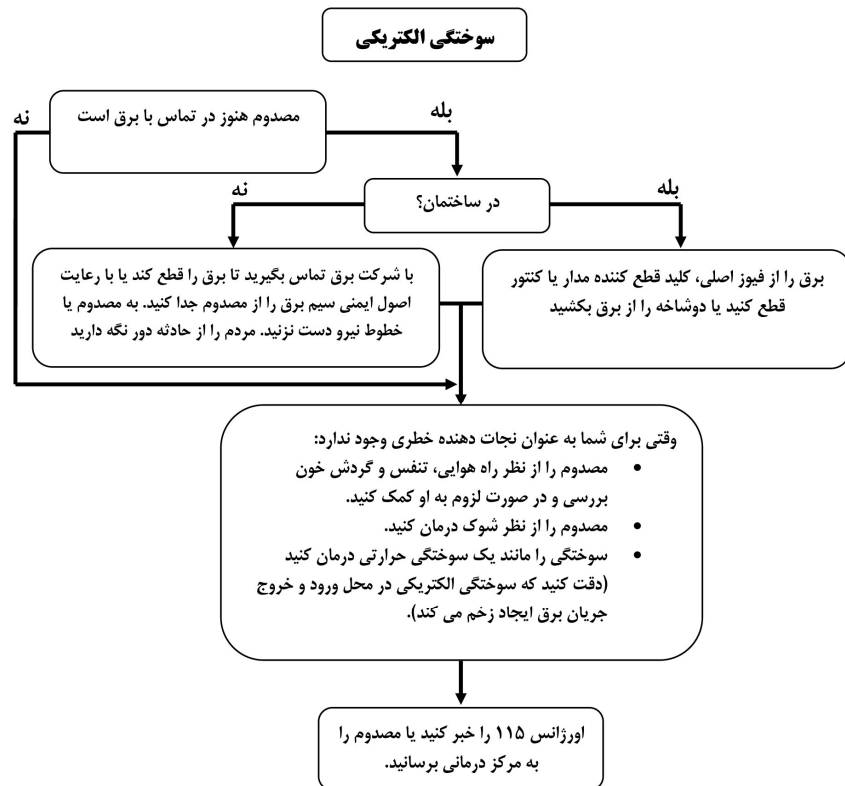 سوختگی الکتریکی
مصدوم هنوز در تماس با برق است
بله
نه
در ساختمان؟
بله
نه
برق را از فیوز اصلی، کلید قطع کننده مدار یا کنتور
قطع کنید یا دوشاخه را از برق بکشید
با شرکت برق تماس بگیرید تا برق را قطع کند یا با رعایت
اصول ایمنی سیم برق را از مصدوم جدا کنید. به مصدوم یا
خطوط نیرو دست نزنید. مردم را از حادثه دور نگه دارید
وقتی برای شما به عنوان نجات دهنده خطری وجود ندارد:
• مصدوم را از نظر راه هوایی، تنفس و گردش خون
بررسی و در صورت لزوم به او کمک کنید.
• مصدوم را از نظر شوک درمان کنید.
• سوختگی را مانند یک سوختگی حرارتی درمان کنید
(دقت کنید که سوختگی الکتریکی در محل ورود و خروج
جریان برق ایجاد زخم می کند).
اورژانس ۱۱۵ را خبر کنید یا مصدوم را
به مرکز درمانی برسانید.